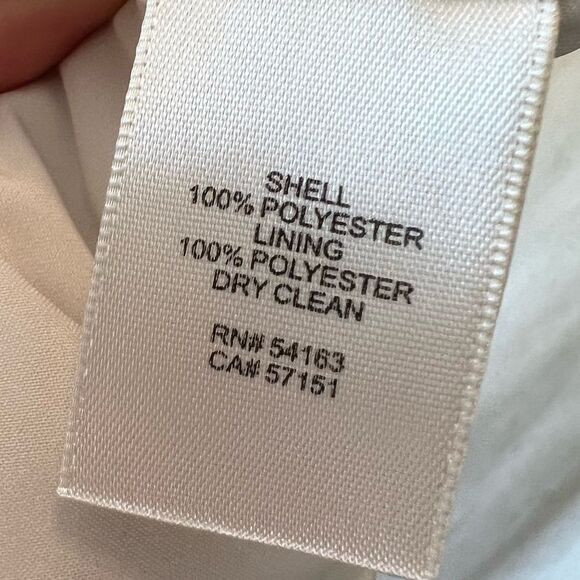 SHELL
100% POLYESTER
LINING
100% POLYESTER
DRY CLEAN
RN# 54163
CA# 57151